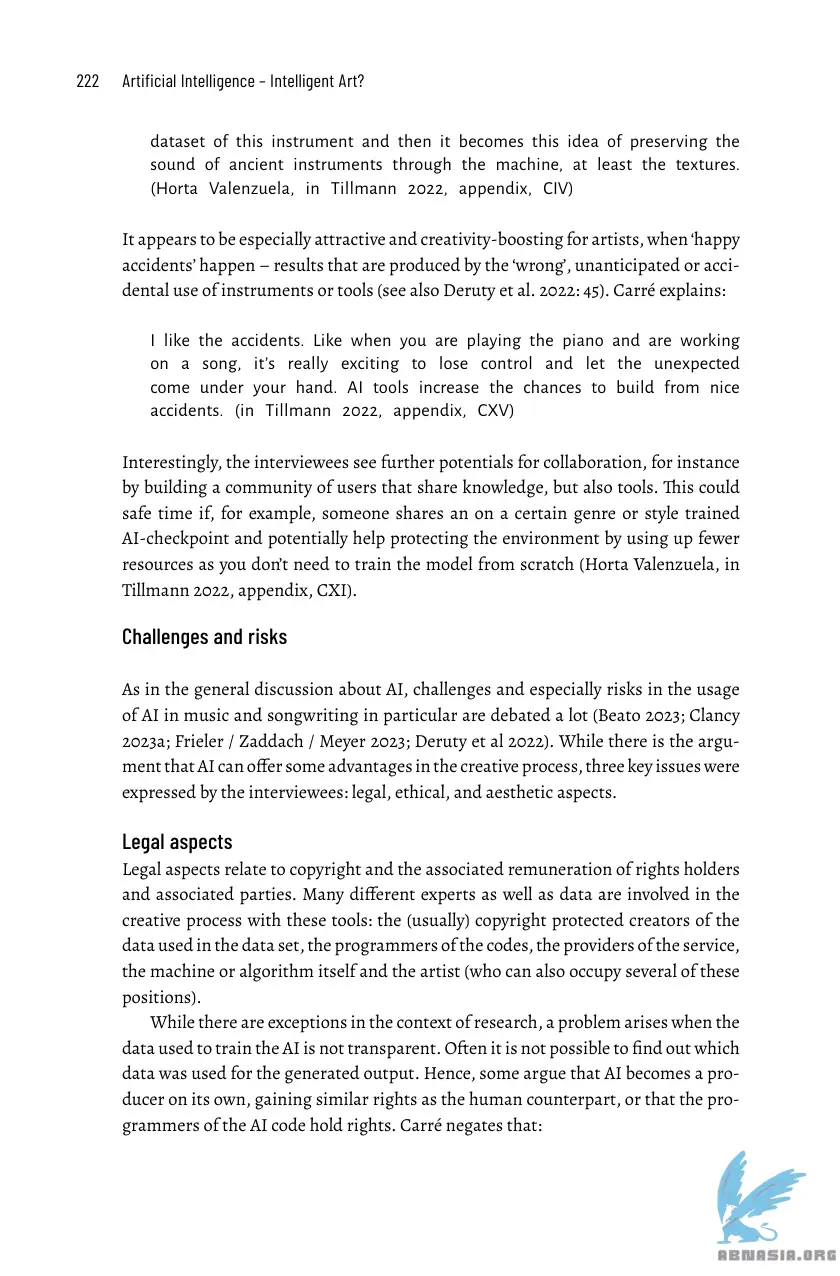 222 Artificial Intelligence – Intelligent Art?
dataset of this instrument and then it becomes this idea of preserving the
sound of ancient instruments through the machine, at least the textures.
(Horta Valenzuela, in Tillmann 2022, appendix, CIV)
It appears to be especially attractive and creativity-boosting for artists, when ‘happy
accidents’ happen – results that are produced by the ‘wrong’, unanticipated or acci-
dental use of instruments or tools (see also Deruty et al. 2022: 45). Carré explains:
I like the accidents. Like when you are playing the piano and are working
on a song, it’s really exciting to lose control and let the unexpected
come under your hand. AI tools increase the chances to build from nice
accidents. (in Tillmann 2022, appendix, CXV)
Interestingly, the interviewees see further potentials for collaboration, for instance
by building a community of users that share knowledge, but also tools. This could
safe time if, for example, someone shares an on a certain genre or style trained
AI-checkpoint and potentially help protecting the environment by using up fewer
resources as you don’t need to train the model from scratch (Horta Valenzuela, in
Tillmann 2022, appendix, CXI).
Challenges and risks
As in the general discussion about AI, challenges and especially risks in the usage
of AI in music and songwriting in particular are debated a lot (Beato 2023; Clancy
2023a; Frieler / Zaddach / Meyer 2023; Deruty et al 2022). While there is the argu-
ment that AI can offer some advantages in the creative process, three key issues were
expressed by the interviewees: legal, ethical, and aesthetic aspects.
Legal aspects
Legal aspects relate to copyright and the associated remuneration of rights holders
and associated parties. Many different experts as well as data are involved in the
creative process with these tools: the (usually) copyright protected creators of the
data used in the data set, the programmers of the codes, the providers of the service,
the machine or algorithm itself and the artist (who can also occupy several of these
positions).
While there are exceptions in the context of research, a problem arises when the
data used to train the AI is not transparent. Often it is not possible to find out which
data was used for the generated output. Hence, some argue that AI becomes a pro-
ducer on its own, gaining similar rights as the human counterpart, or that the pro-
grammers of the AI code hold rights. Carré negates that:
ABNASIA.ORG